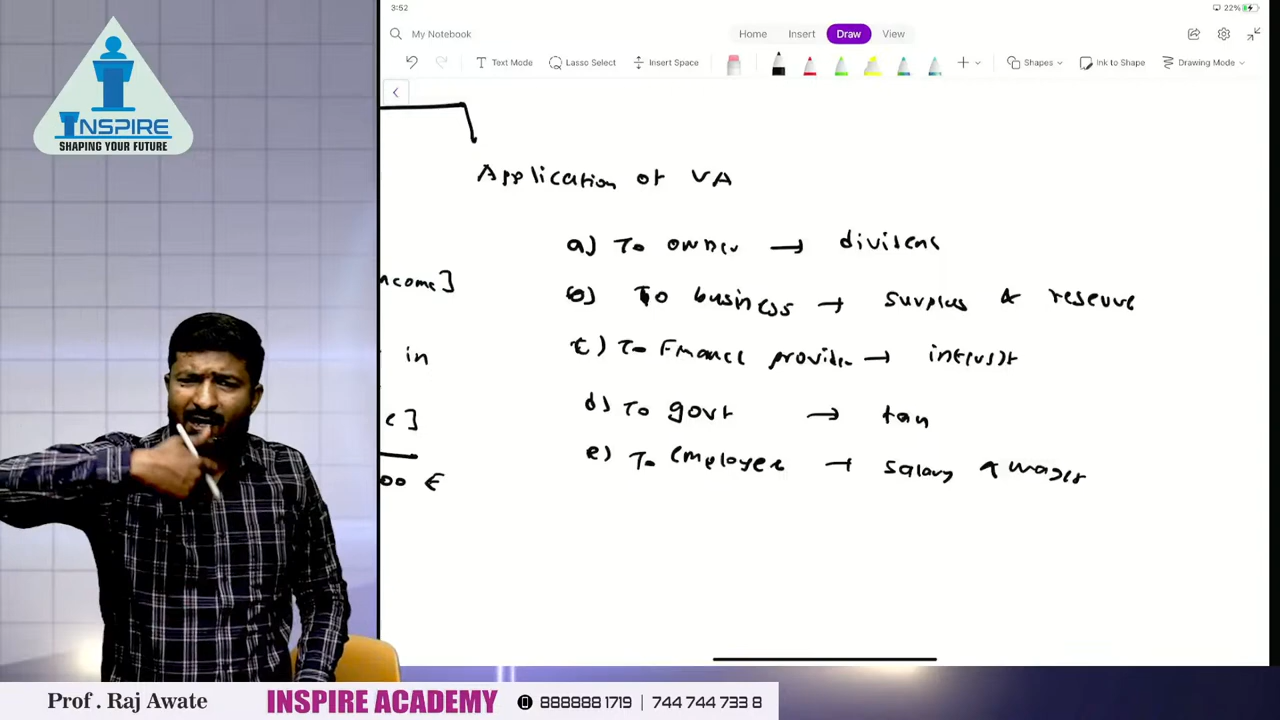 3:52
22%
My Notebook
Home Insert Draw View
Text Mode Lasso Select Insert Space Shapes Ink to Shape Drawing Mode
INSPIRE
SHAPING YOUR FUTURE
Application of VA
a) To owner → dividend
b) To business → surplus & reserve
ncome]
c) To Finance provider → interest
in
d) To govt → tax
c]
e) To Employee → salary & wages
00 €
Prof . Raj Awate INSPIRE ACADEMY 888888 1719 744 744 733 8